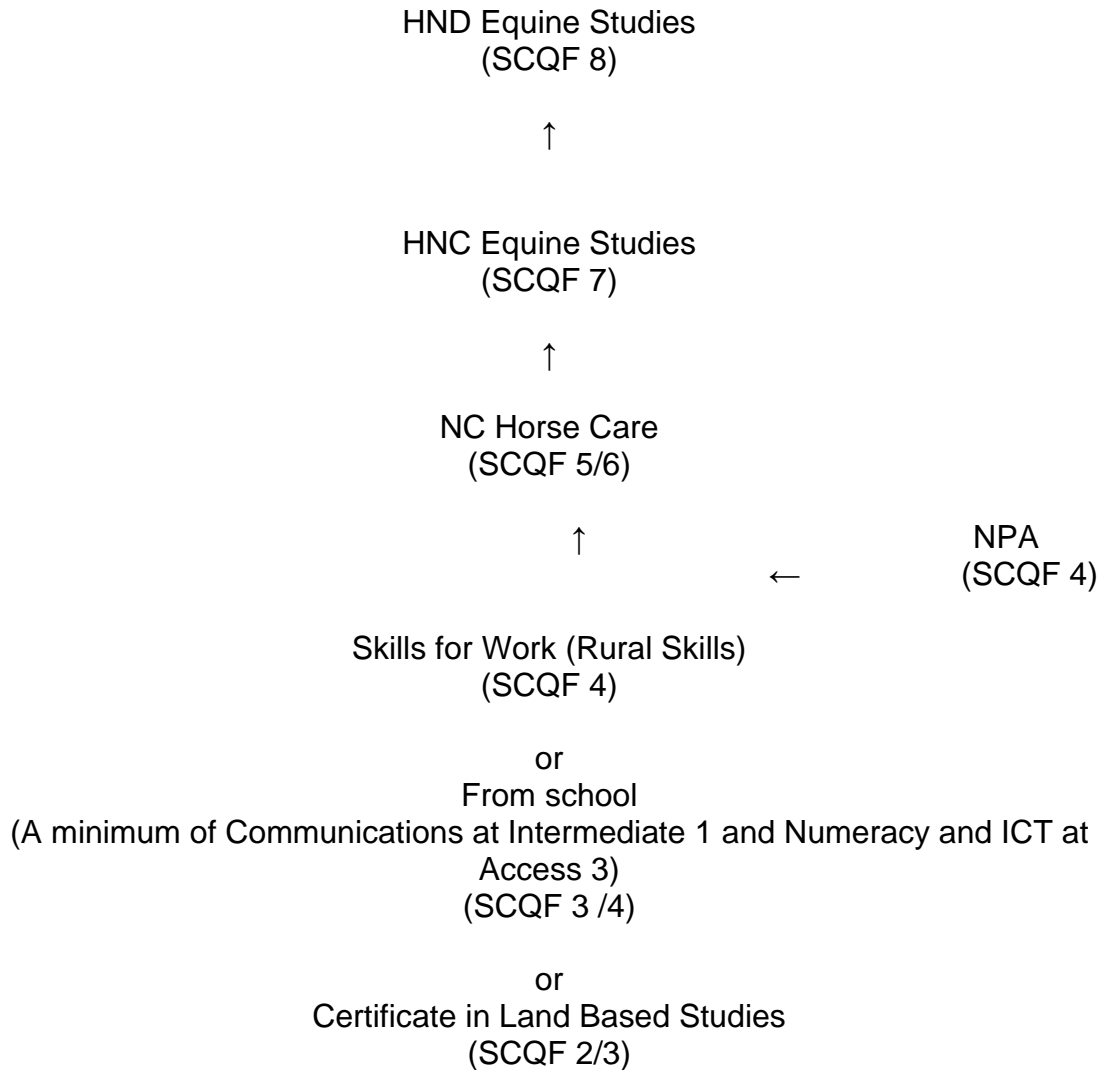 HND Equine Studies
(SCQF 8)
↑
HNC Equine Studies
(SCQF 7)
↑
NC Horse Care
(SCQF 5/6)
↑
NPA
← (SCQF 4)
Skills for Work (Rural Skills)
(SCQF 4)
or
From school
(A minimum of Communications at Intermediate 1 and Numeracy and ICT at
Access 3)
(SCQF 3 /4)
or
Certificate in Land Based Studies
(SCQF 2/3)